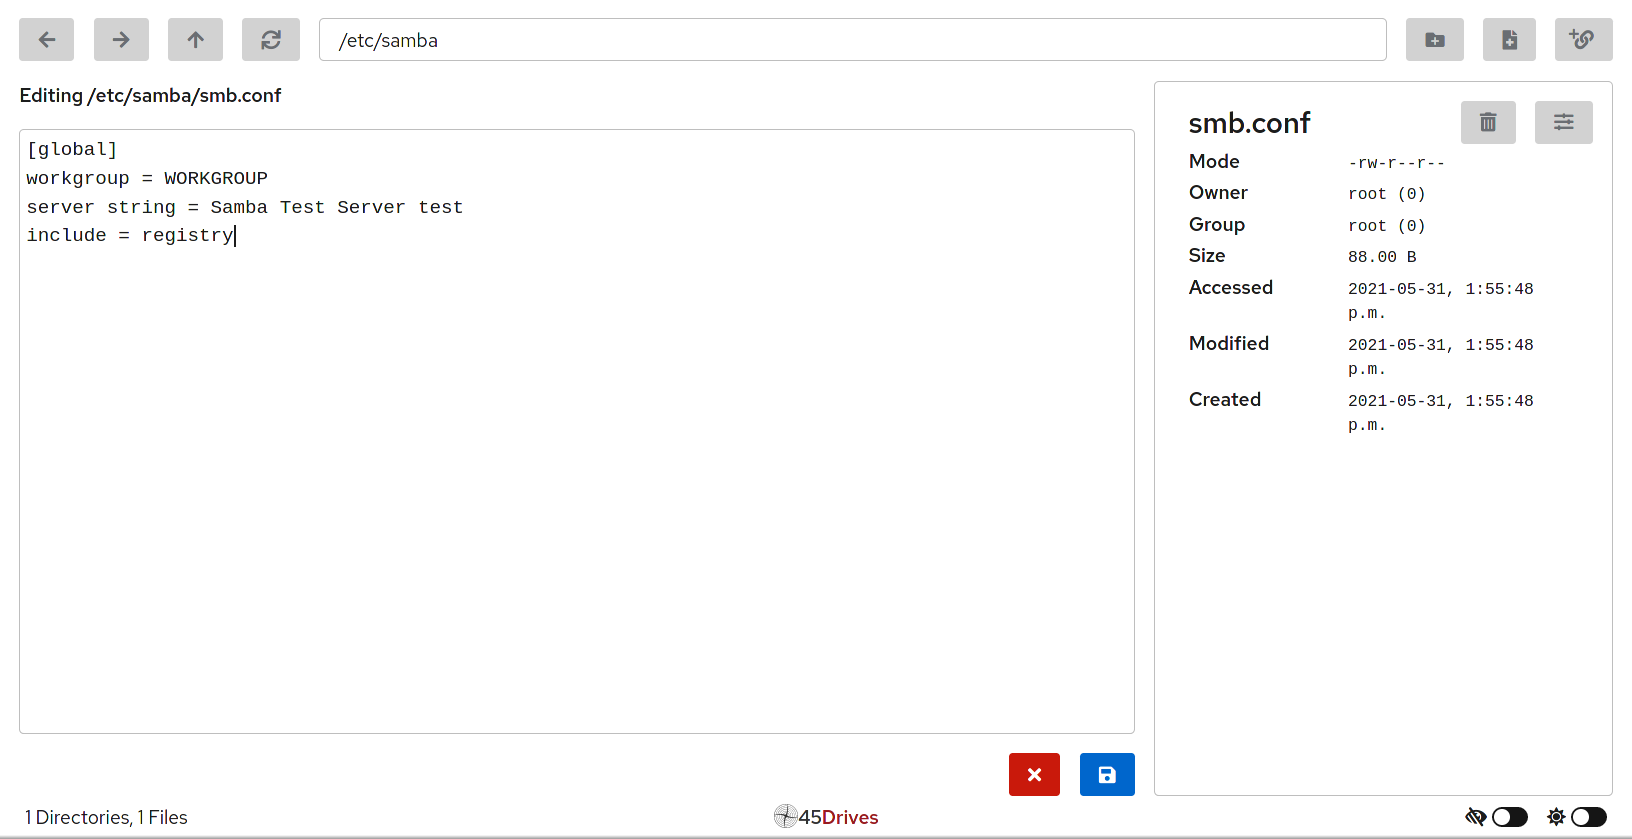 /etc/samba
Editing /etc/samba/smb.conf
[global]
workgroup = WORKGROUP
server string = Samba Test Server test
include = registry
smb.conf
Mode -rw-r--r--
Owner root (0)
Group root (0)
Size 88.00 B
Accessed 2021-05-31, 1:55:48
p.m.
Modified 2021-05-31, 1:55:48
p.m.
Created 2021-05-31, 1:55:48
p.m.
1 Directories, 1 Files
45Drives